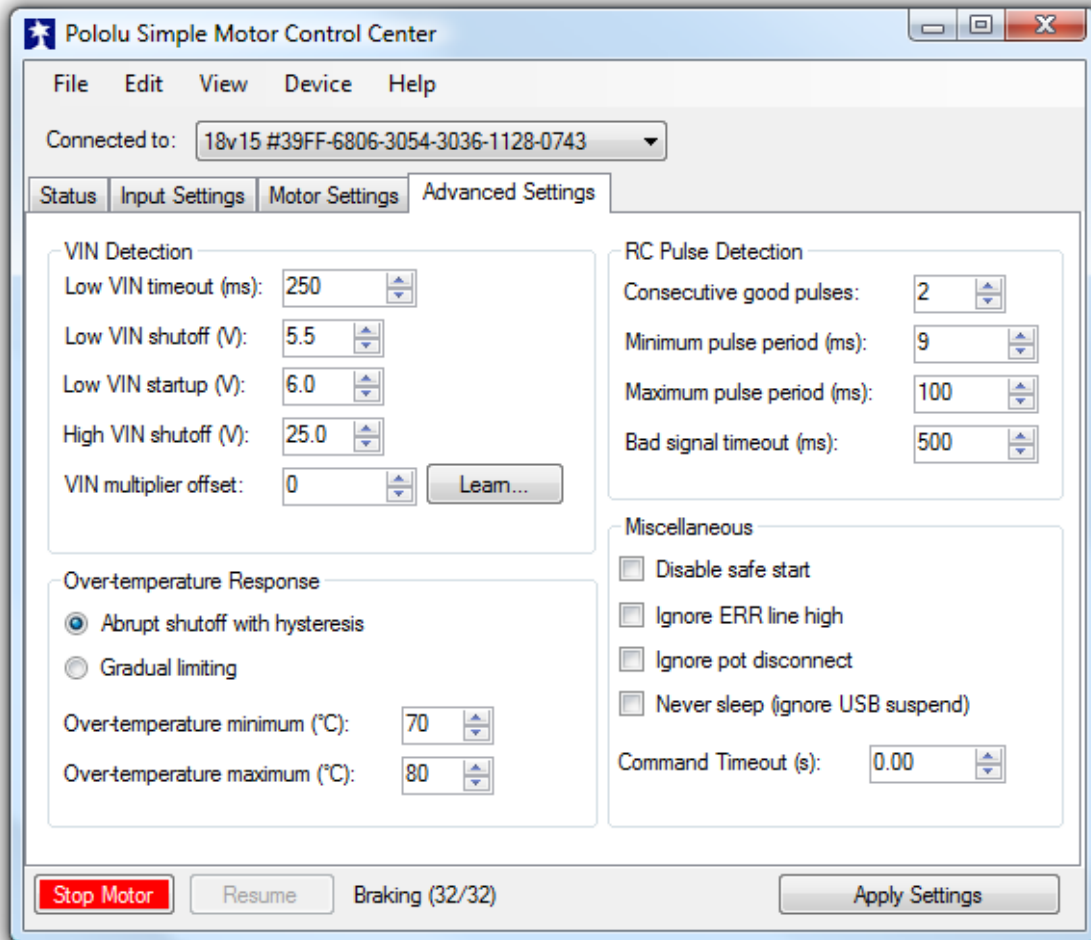 Pololu Simple Motor Control Center
File Edit View Device Help
Connected to: 18v15 #39FF-6806-3054-3036-1128-0743
Status Input Settings Motor Settings Advanced Settings
VIN Detection
Low VIN timeout (ms): 250
Low VIN shutoff (V): 5.5
Low VIN startup (V): 6.0
High VIN shutoff (V): 25.0
VIN multiplier offset: 0 Learn...
Over-temperature Response
Abrupt shutoff with hysteresis
Gradual limiting
Over-temperature minimum (°C): 70
Over-temperature maximum (°C): 80
RC Pulse Detection
Consecutive good pulses: 2
Minimum pulse period (ms): 9
Maximum pulse period (ms): 100
Bad signal timeout (ms): 500
Miscellaneous
Disable safe start
Ignore ERR line high
Ignore pot disconnect
Never sleep (ignore USB suspend)
Command Timeout (s): 0.00
Stop Motor Resume Braking (32/32) Apply Settings